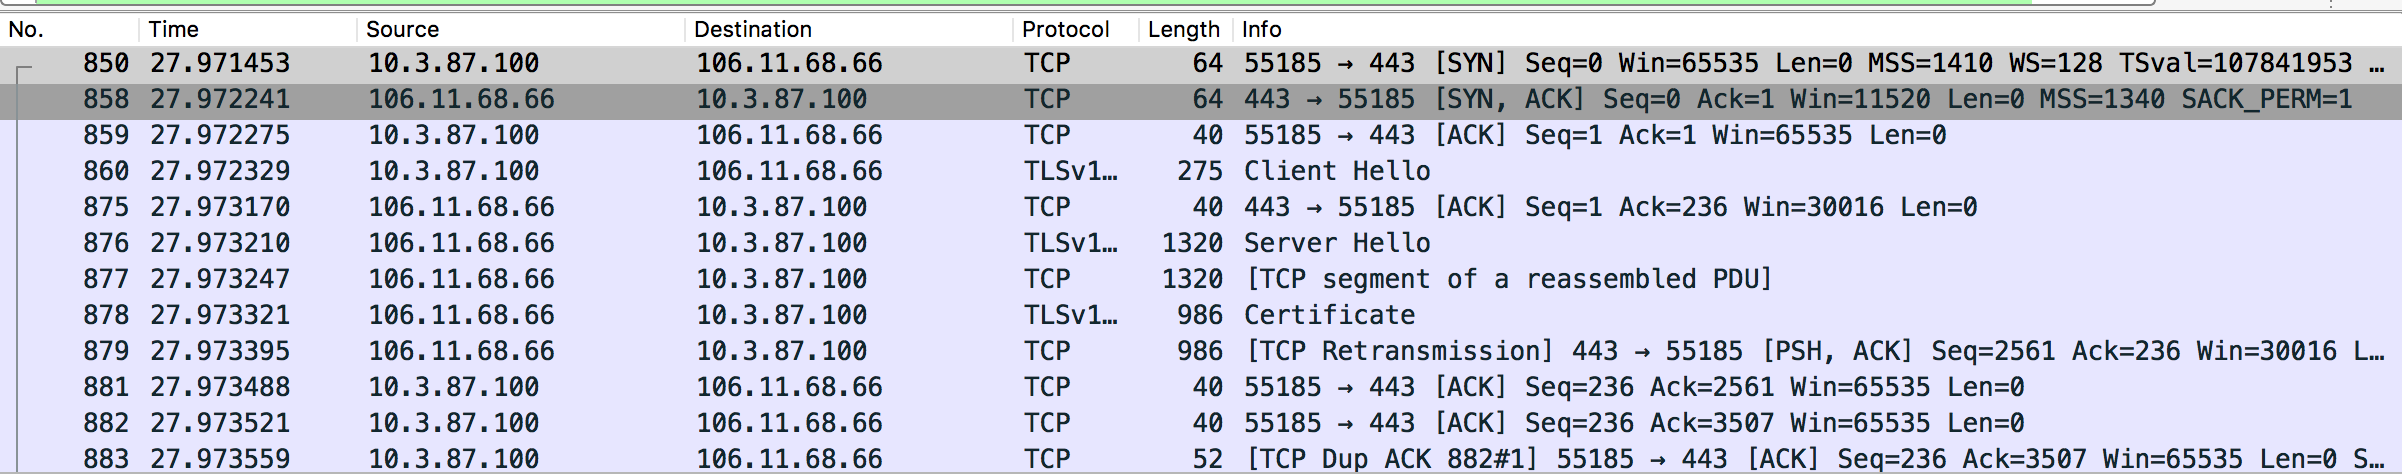 No. Time Source Destination Protocol Length Info
850 27.971453 10.3.87.100 106.11.68.66 TCP 64 55185 → 443 [SYN] Seq=0 Win=65535 Len=0 MSS=1410 WS=128 TSval=107841953 …
858 27.972241 106.11.68.66 10.3.87.100 TCP 64 443 → 55185 [SYN, ACK] Seq=0 Ack=1 Win=11520 Len=0 MSS=1340 SACK_PERM=1
859 27.972275 10.3.87.100 106.11.68.66 TCP 40 55185 → 443 [ACK] Seq=1 Ack=1 Win=65535 Len=0
860 27.972329 10.3.87.100 106.11.68.66 TLSv1… 275 Client Hello
875 27.973170 106.11.68.66 10.3.87.100 TCP 40 443 → 55185 [ACK] Seq=1 Ack=236 Win=30016 Len=0
876 27.973210 106.11.68.66 10.3.87.100 TLSv1… 1320 Server Hello
877 27.973247 106.11.68.66 10.3.87.100 TCP 1320 [TCP segment of a reassembled PDU]
878 27.973321 106.11.68.66 10.3.87.100 TLSv1… 986 Certificate
879 27.973395 106.11.68.66 10.3.87.100 TCP 986 [TCP Retransmission] 443 → 55185 [PSH, ACK] Seq=2561 Ack=236 Win=30016 L…
881 27.973488 10.3.87.100 106.11.68.66 TCP 40 55185 → 443 [ACK] Seq=236 Ack=2561 Win=65535 Len=0
882 27.973521 10.3.87.100 106.11.68.66 TCP 40 55185 → 443 [ACK] Seq=236 Ack=3507 Win=65535 Len=0
883 27.973559 10.3.87.100 106.11.68.66 TCP 52 [TCP Dup ACK 882#1] 55185 → 443 [ACK] Seq=236 Ack=3507 Win=65535 Len=0 S…